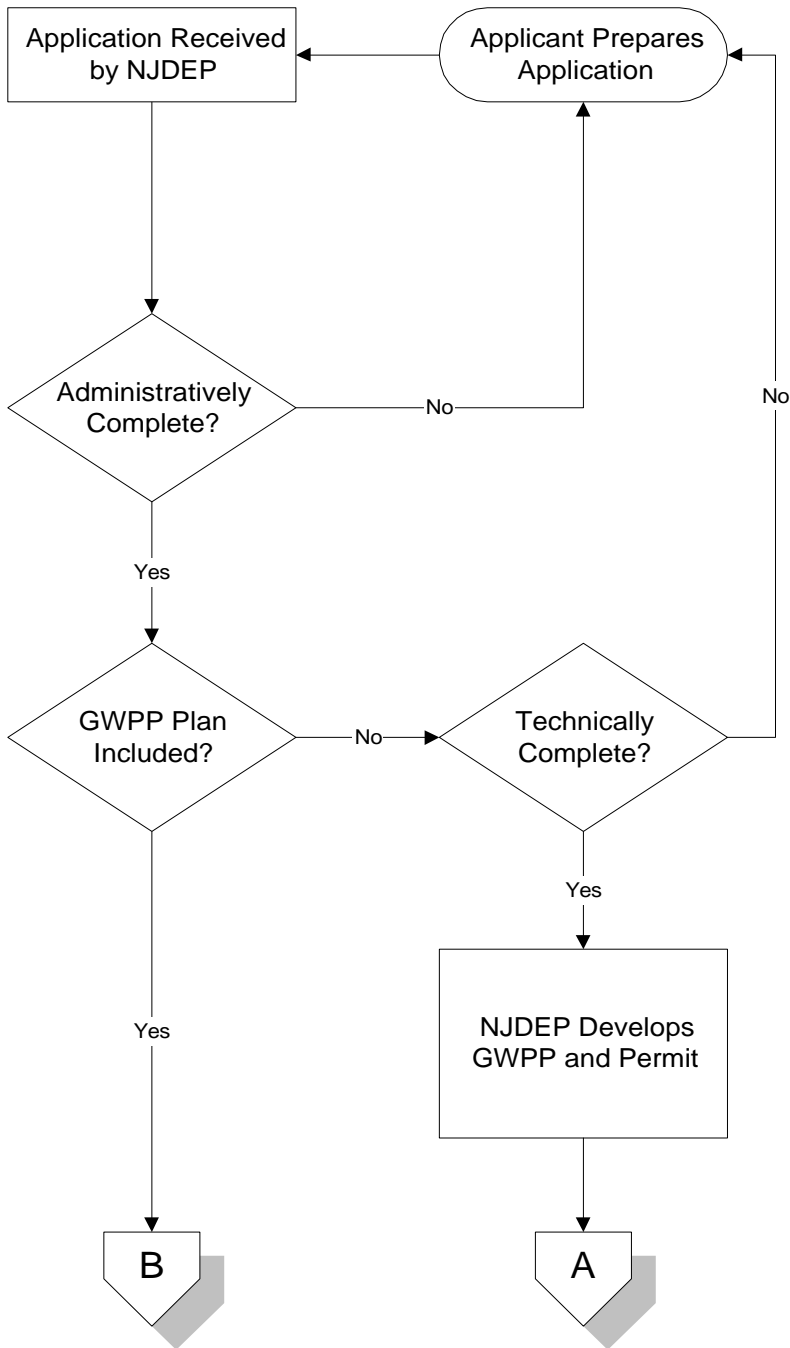 Application Received
by NJDEP
Applicant Prepares
Application
Administratively
Complete?
No
No
Yes
GWPP Plan
Included?
No
Technically
Complete?
Yes
Yes
NJDEP Develops
GWPP and Permit
B
A